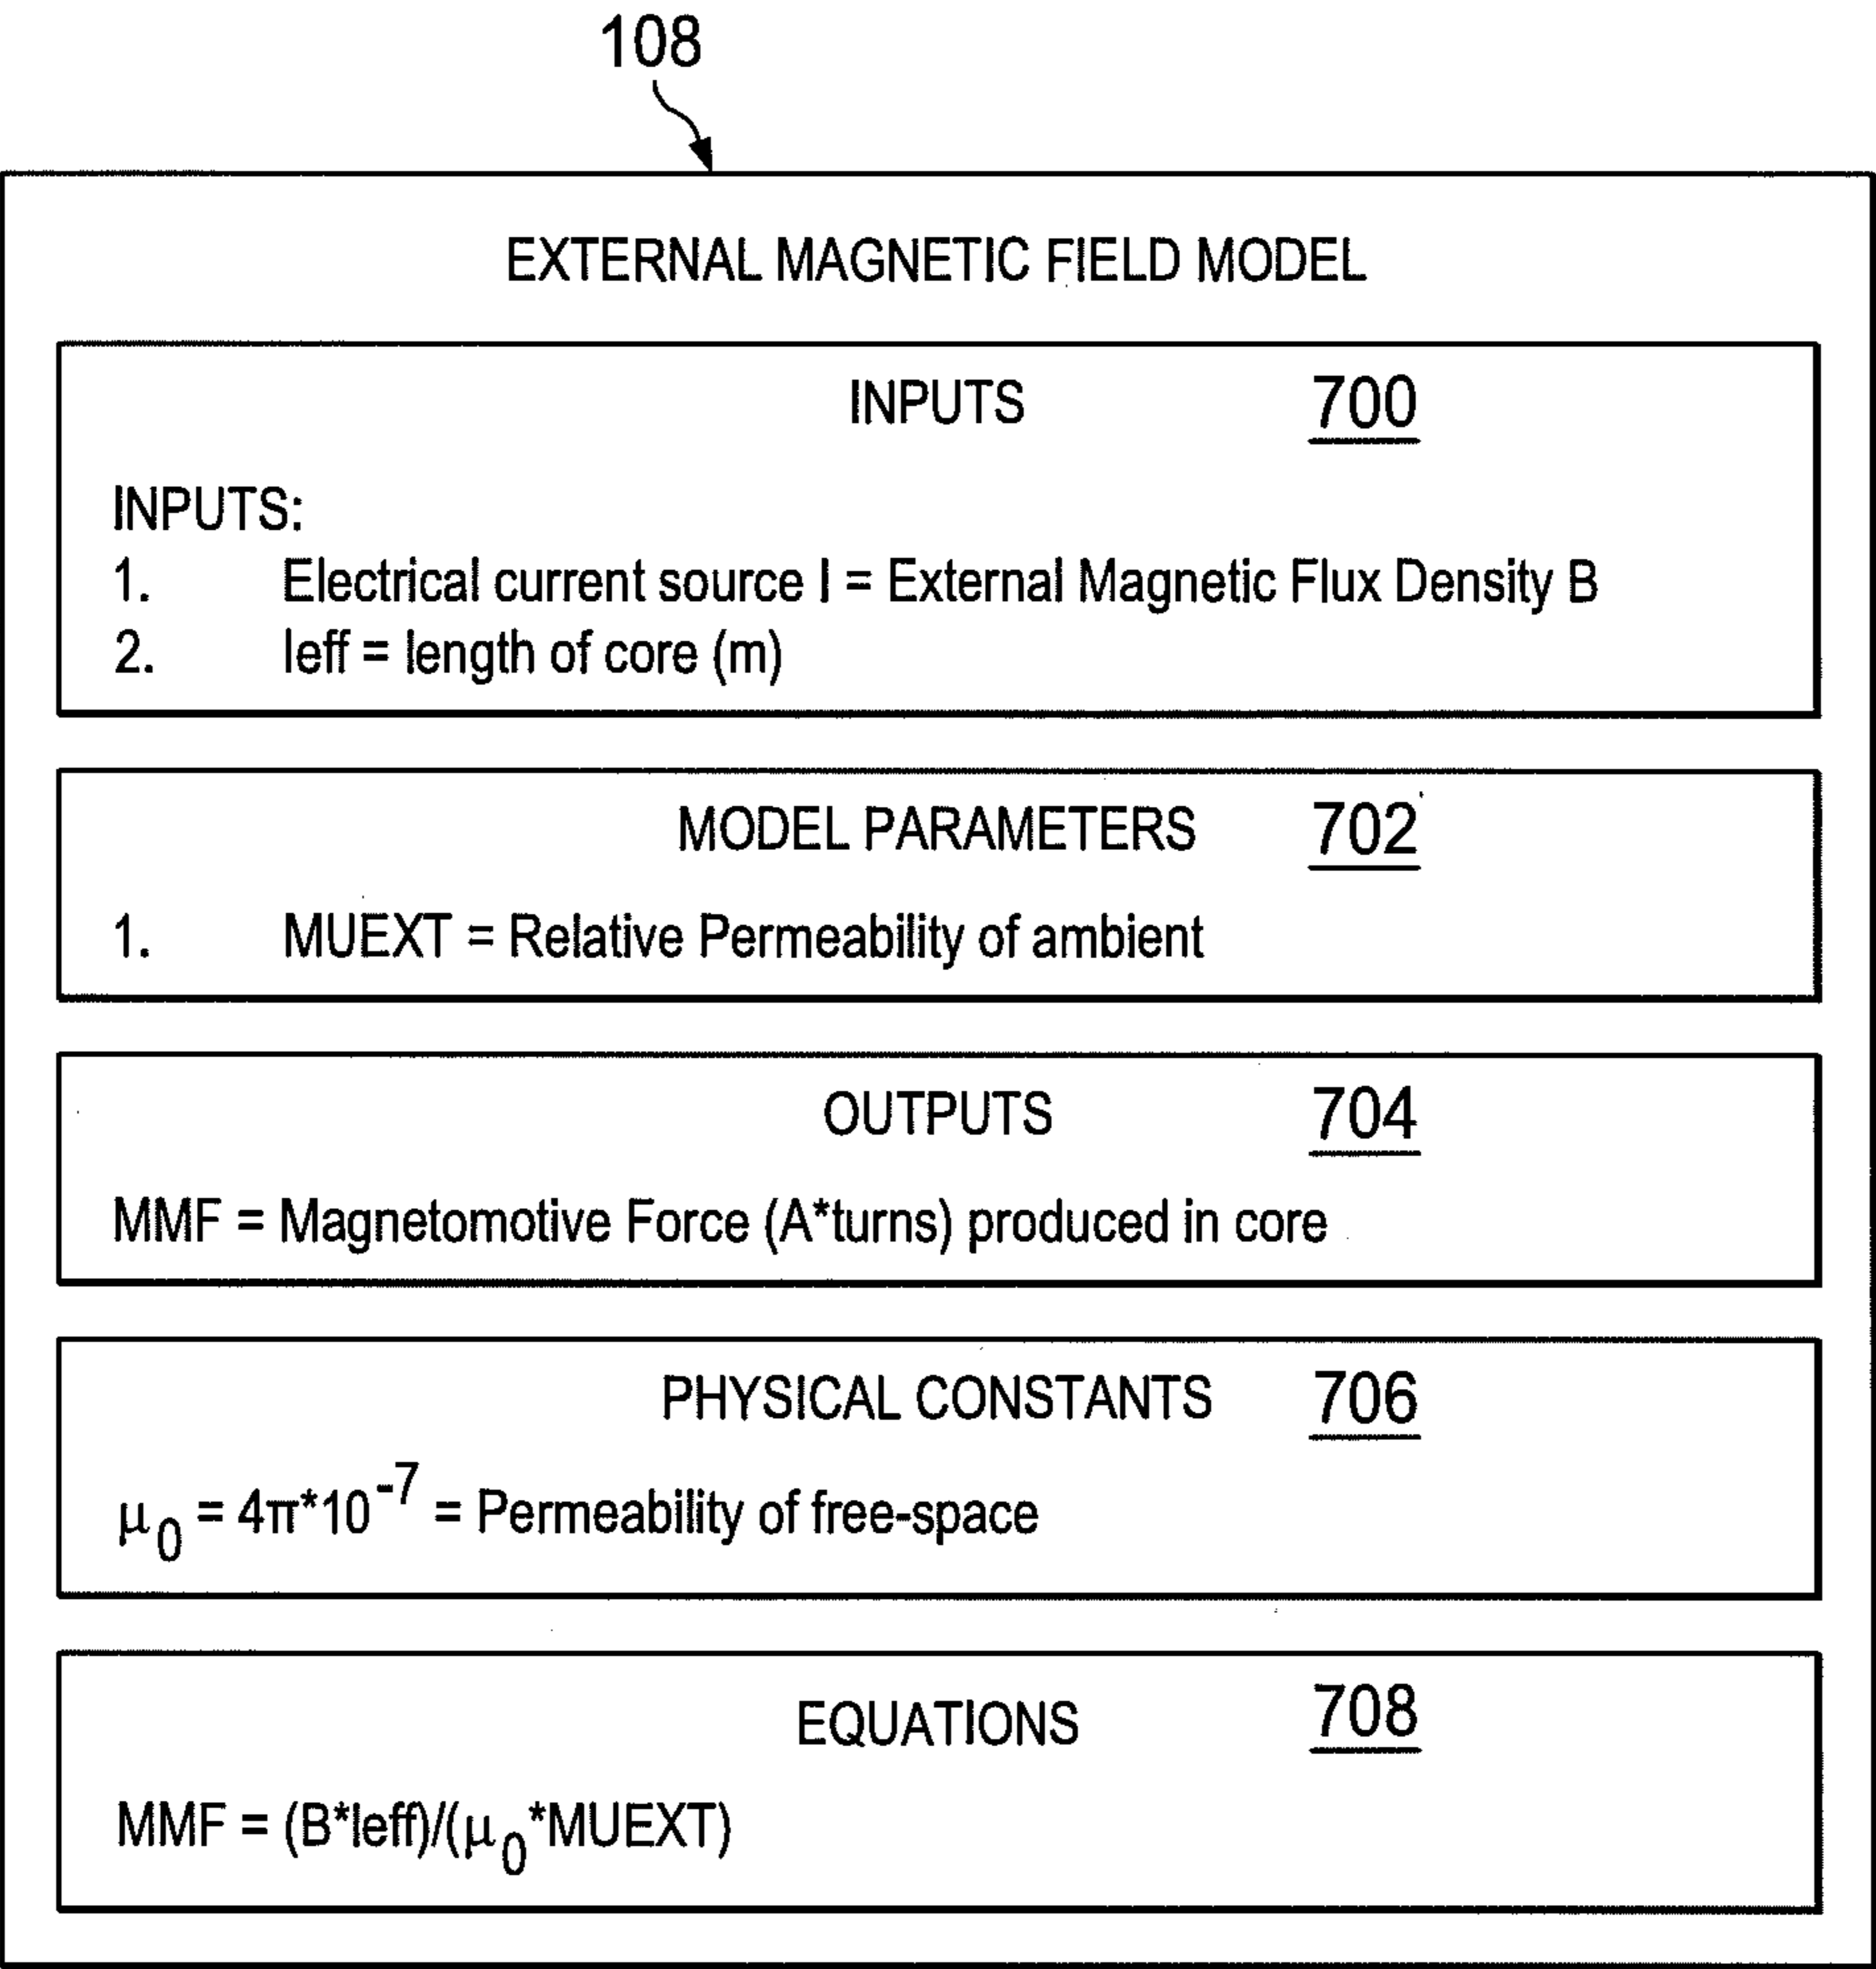 108
EXTERNAL MAGNETIC FIELD MODEL
INPUTS 700
INPUTS:
1. Electrical current source I = External Magnetic Flux Density B
2. leff = length of core (m)
MODEL PARAMETERS 702
1. MUEXT = Relative Permeability of ambient
OUTPUTS 704
MMF = Magnetomotive Force (A*turns) produced in core
PHYSICAL CONSTANTS 706
μ₀ = 4π*10⁻⁷ = Permeability of free-space
EQUATIONS 708
MMF = (B*leff)/(μ₀*MUEXT)